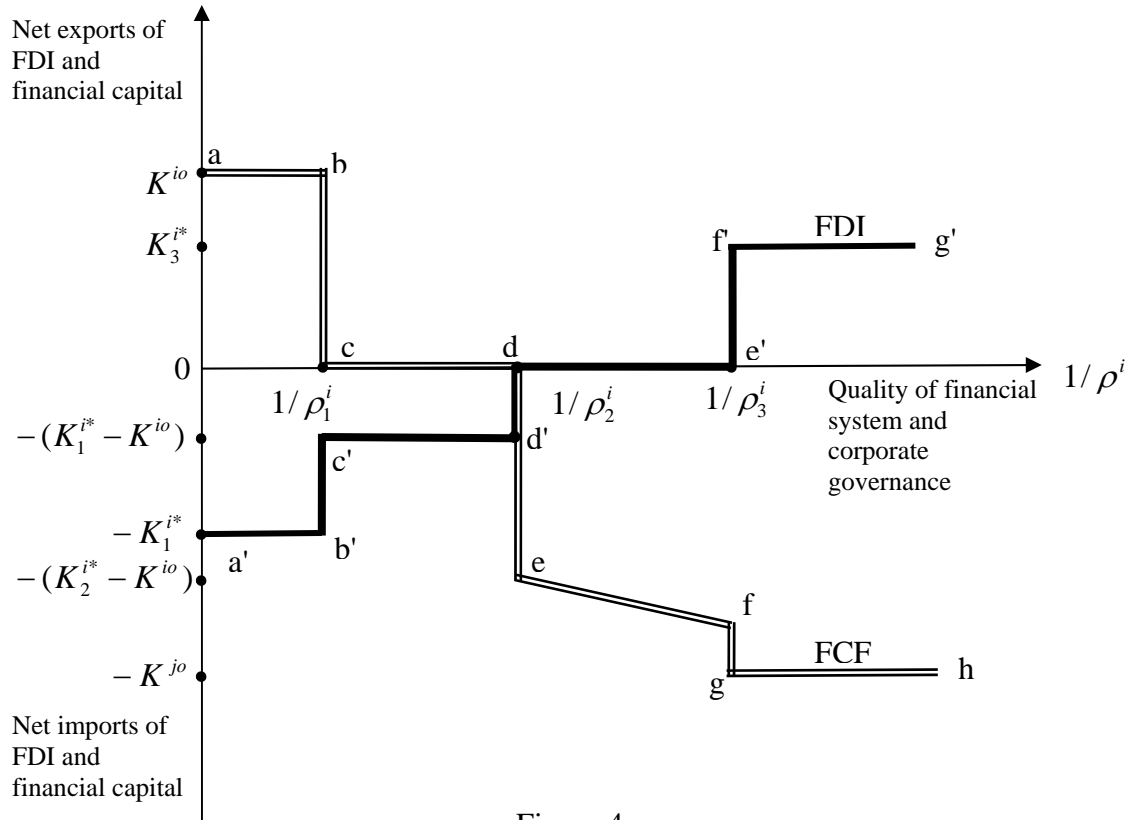 Net exports of
FDI and
financial capital
a
b
K^{io}
K_3^{i*}
f'
FDI
g'
0
c
d
e'
1/ρ^i
1/ρ_1^i
1/ρ_2^i
1/ρ_3^i
Quality of financial
system and
corporate
governance
−(K_1^{i*} − K^{io})
c'
d'
−K_1^{i*}
a'
b'
−(K_2^{i*} − K^{io})
e
f
FCF
−K^{jo}
g
h
Net imports of
FDI and
financial capital